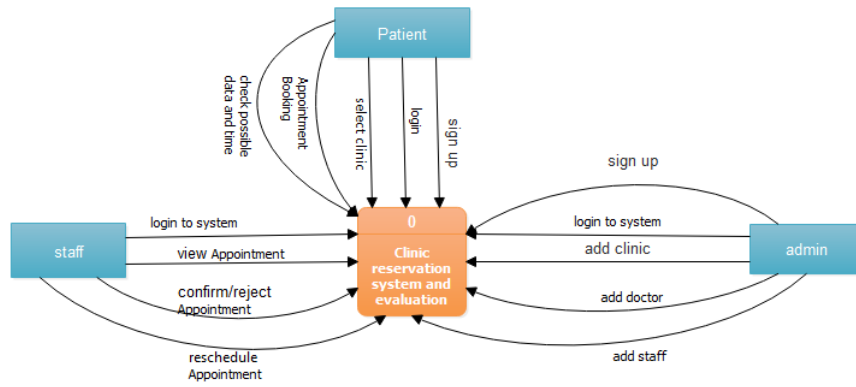 Patient
check possible
data and time
Appointment
Booking
select clinic
login
sign up
sign up
()
login to system
login to system
staff
view Appointment
Clinic
reservation
system and
evaluation
add clinic
admin
confirm/reject
Appointment
add doctor
reschedule
Appointment
add staff